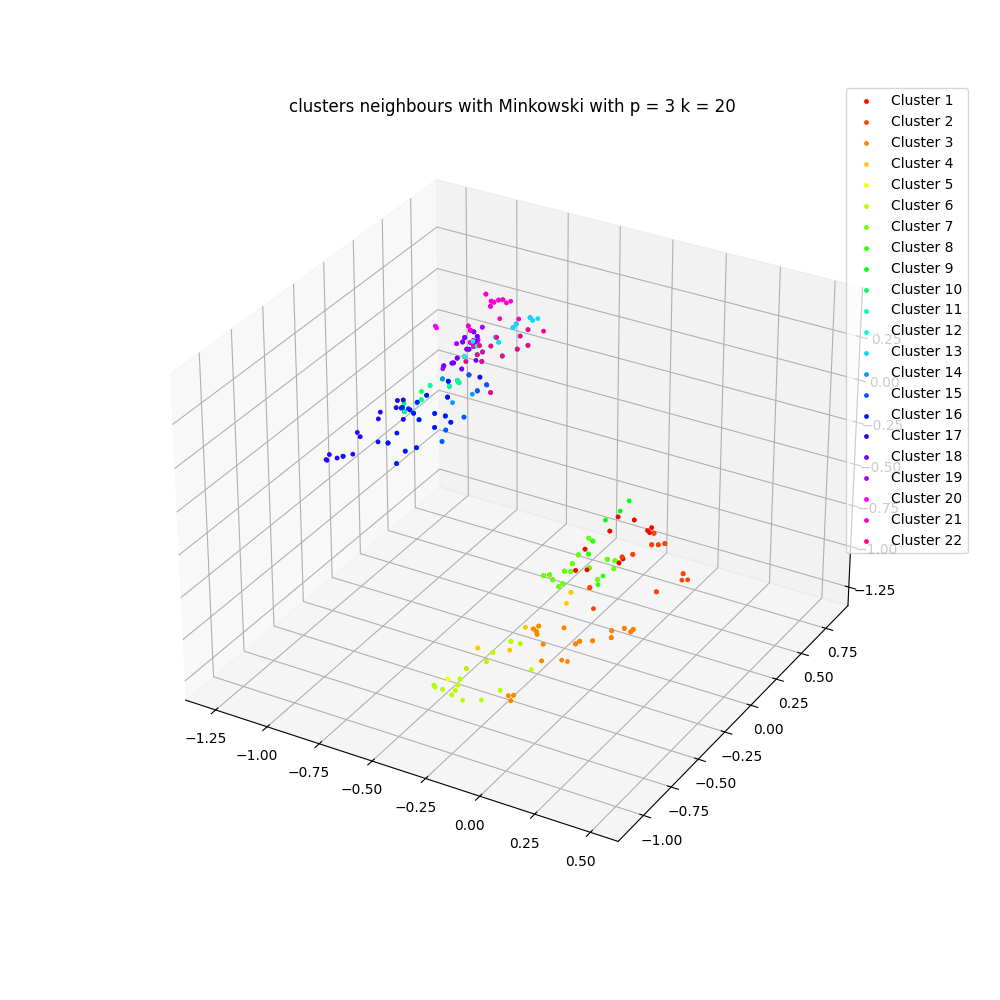 clusters neighbours with Minkowski with p = 3 k = 20
Cluster 1
Cluster 2
Cluster 3
Cluster 4
Cluster 5
Cluster 6
Cluster 7
Cluster 8
Cluster 9
Cluster 10
Cluster 11
Cluster 12
Cluster 13
Cluster 14
Cluster 15
Cluster 16
Cluster 17
Cluster 18
Cluster 19
Cluster 20
Cluster 21
Cluster 22
0.25
0.00
−0.25
−0.50
−0.75
−1.00
−1.25
0.75
0.50
0.25
0.00
−0.25
−0.50
−0.75
−1.00
−1.25
−1.00
−0.75
−0.50
−0.25
0.00
0.25
0.50